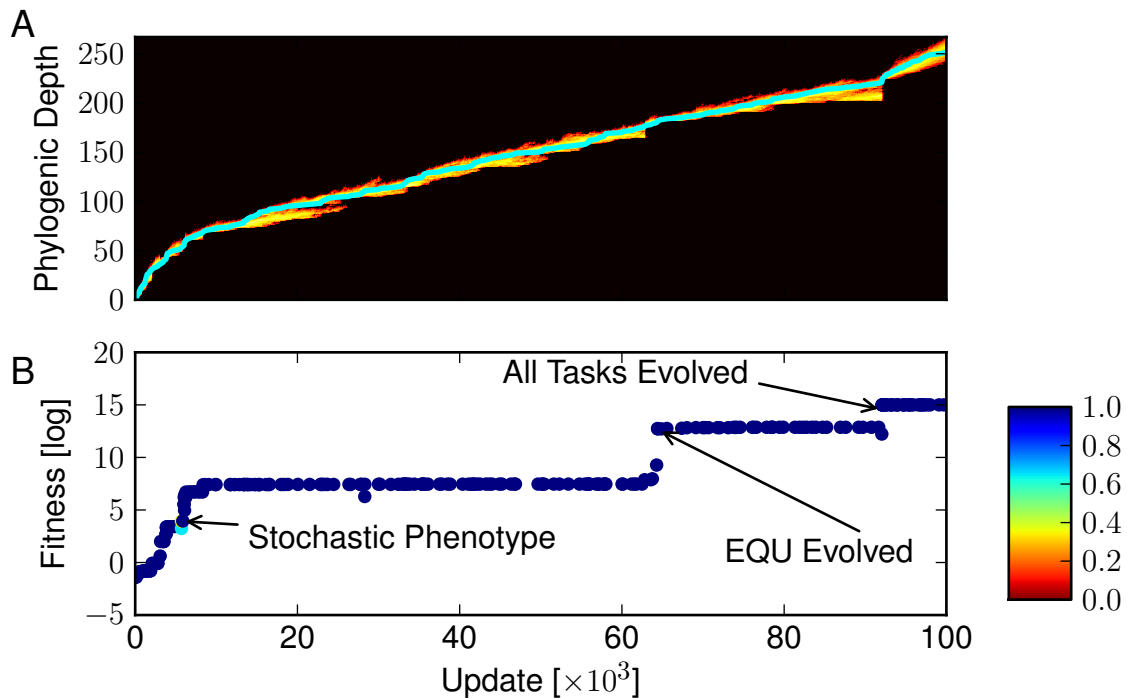 A
Phylogenic Depth
250
200
150
100
50
0
B
Fitness [log]
20
15
10
5
0
−5
All Tasks Evolved
Stochastic Phenotype
EQU Evolved
0 20 40 60 80 100
Update [×10³]
1.0
0.8
0.6
0.4
0.2
0.0